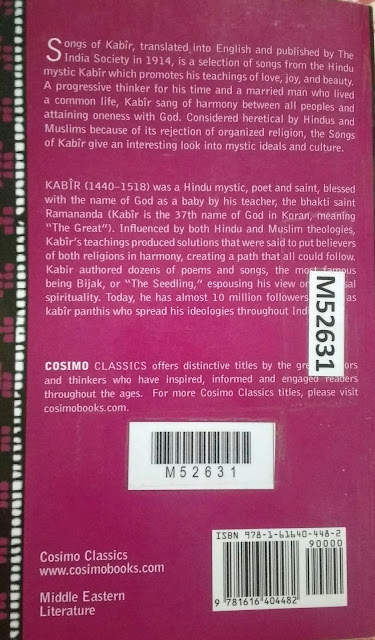 Songs of Kabîr, translated into English and published by The
India Society in 1914, is a selection of songs from the Hindu
mystic Kabîr which promotes his teachings of love, joy, and beauty.
A progressive thinker for his time and a married man who lived
a common life, Kabîr sang of harmony between all peoples and
attaining oneness with God. Considered heretical by Hindus and
Muslims because of its rejection of organized religion, the Songs
of Kabîr give an interesting look into mystic ideals and culture.
KABÎR (1440–1518) was a Hindu mystic, poet and saint, blessed
with the name of God as a baby by his teacher, the bhakti saint
Ramananda (Kabîr is the 37th name of God in Koran, meaning
"The Great"). Influenced by both Hindu and Muslim theologies,
Kabîr's teachings produced solutions that were said to put believers
of both religions in harmony, creating a path that all could follow.
Kabir authored dozens of poems and songs, the most famous
being Bijak, or "The Seedling," espousing his view on
spirituality. Today, he has almost 10 million followers as
kabîr panthis who spread his ideologies throughout
M52631
COSIMO CLASSICS offers distinctive titles by the
and thinkers who have inspired, informed and engaged readers
throughout the ages. For more Cosimo Classics titles, please visit
cosimobooks.com.
M52631
ISBN 978-1-61640-448-2
90000
9 781616 404482
Cosimo Classics
www.cosimobooks.com
Middle Eastern
Literature